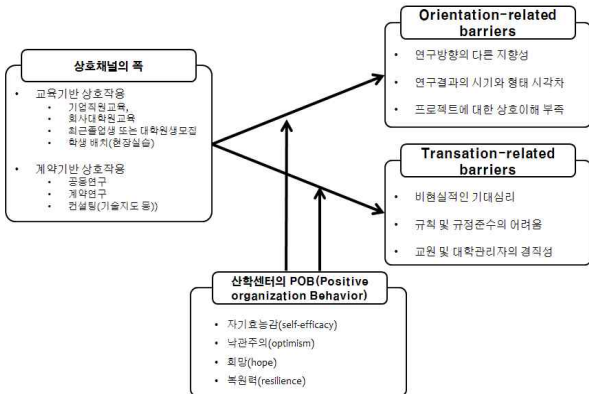 상호채널의 폭
• 교육기반 상호작용
• 기업직원교육,
• 회사대학원교육
• 최근졸업생 또는 대학원생모집
• 학생 배치(현장실습)
• 계약기반 상호작용
• 공동연구
• 계약연구
• 컨설팅(기술지도 등))
Orientation-related
barriers
• 연구방향의 다른 지향성
• 연구결과의 시기와 형태 시각차
• 프로젝트에 대한 상호이해 부족
Transation-related
barriers
• 비현실적인 기대심리
• 규칙 및 규정준수의 어려움
• 교원 및 대학관리자의 경직성
산학센터의 POB(Positive
organization Behavior)
• 자기효능감(self-efficacy)
• 낙관주의(optimism)
• 희망(hope)
• 복원력(resilience)